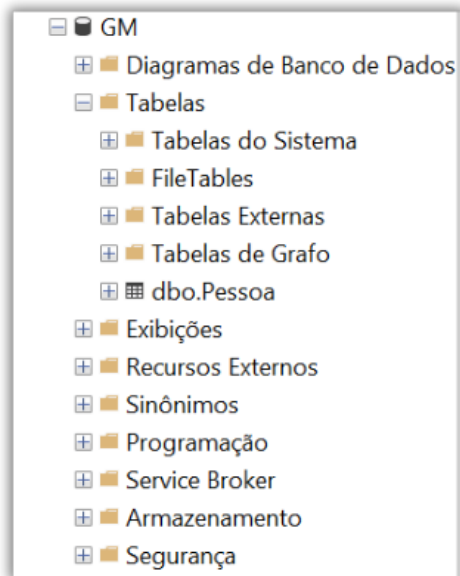 GM
Diagramas de Banco de Dados
Tabelas
Tabelas do Sistema
FileTables
Tabelas Externas
Tabelas de Grafo
dbo.Pessoa
Exibições
Recursos Externos
Sinônimos
Programação
Service Broker
Armazenamento
Segurança